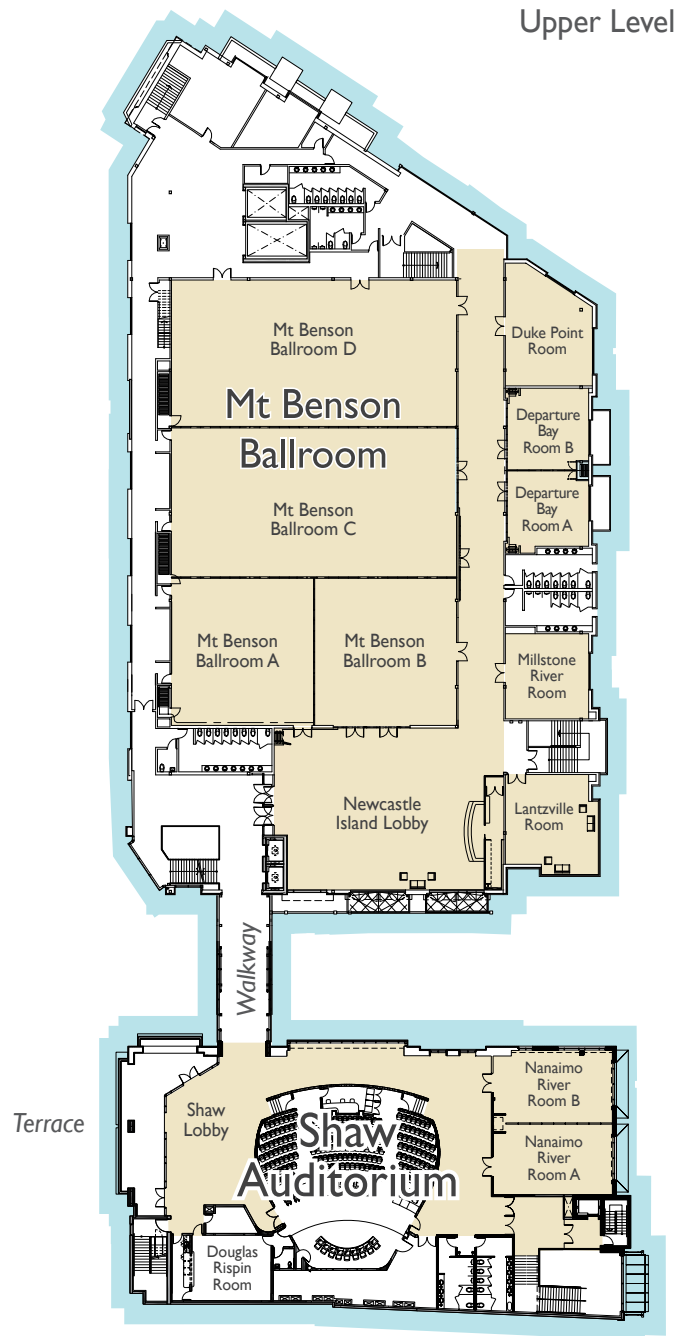 Upper Level
Mt Benson
Ballroom D
Duke Point
Room
Mt Benson
Ballroom
Departure
Bay
Room B
Mt Benson
Ballroom C
Departure
Bay
Room A
Mt Benson
Ballroom A
Mt Benson
Ballroom B
Millstone
River
Room
Newcastle
Island Lobby
Lantzville
Room
Walkway
Nanaimo
River
Room B
Terrace
Shaw
Lobby
Shaw
Auditorium
Nanaimo
River
Room A
Douglas
Rispin
Room